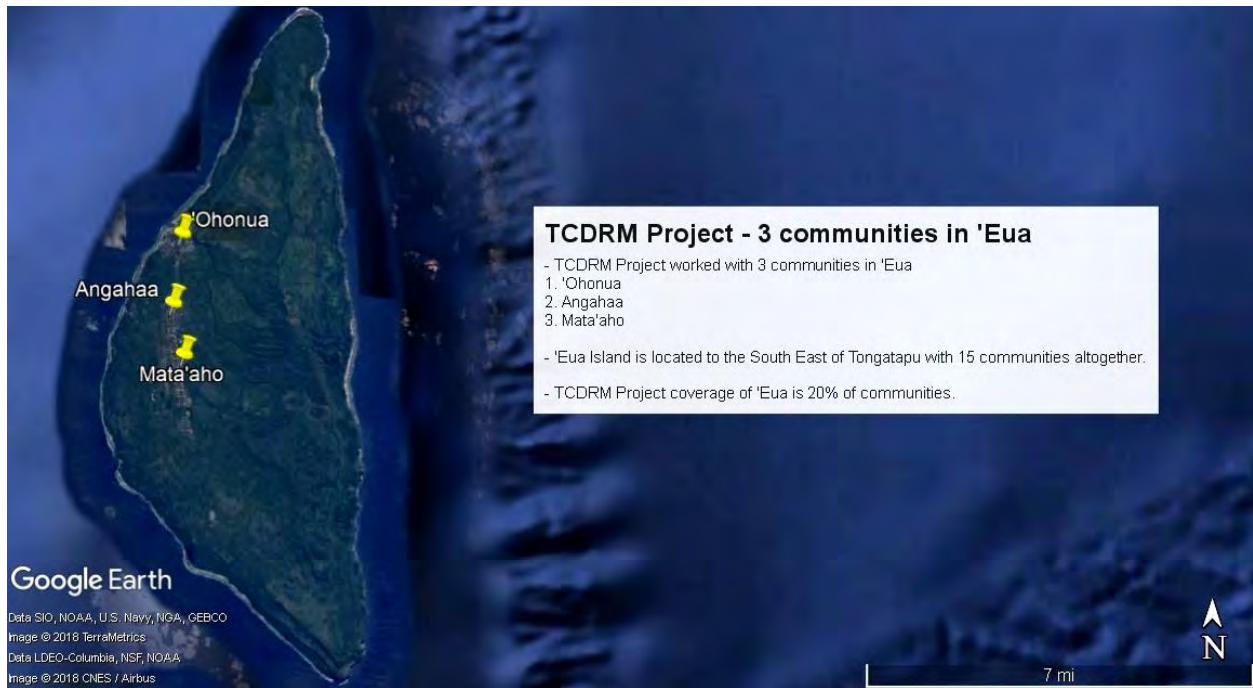 'Ohonua
Angahaa
Mata'aho
TCDRM Project - 3 communities in 'Eua
- TCDRM Project worked with 3 communities in 'Eua
1. 'Ohonua
2. Angahaa
3. Mata'aho
- 'Eua Island is located to the South East of Tongatapu with 15 communities altogether.
- TCDRM Project coverage of 'Eua is 20% of communities.
Google Earth
Data SIO, NOAA, U.S. Navy, NGA, GEBCO
Image © 2018 TerraMetrics
Data LDEO-Columbia, NSF, NOAA
Image © 2018 CNES / Airbus
N
7 mi